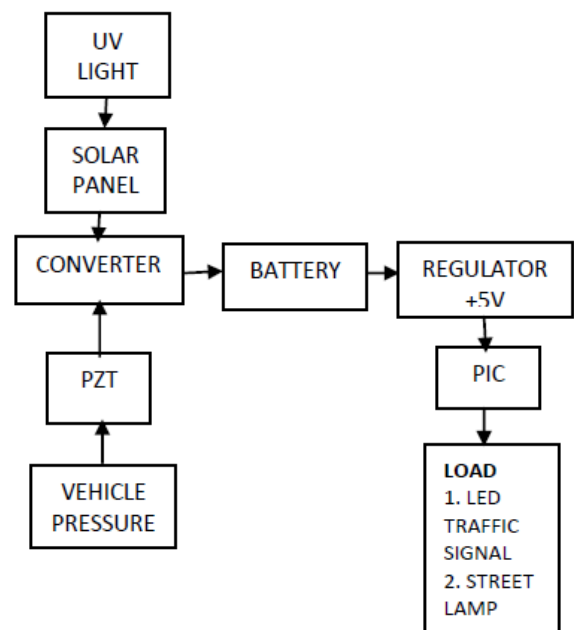 UV
LIGHT
SOLAR
PANEL
CONVERTER
BATTERY
REGULATOR
+5V
PZT
PIC
VEHICLE
PRESSURE
LOAD
1. LED
TRAFFIC
SIGNAL
2. STREET
LAMP